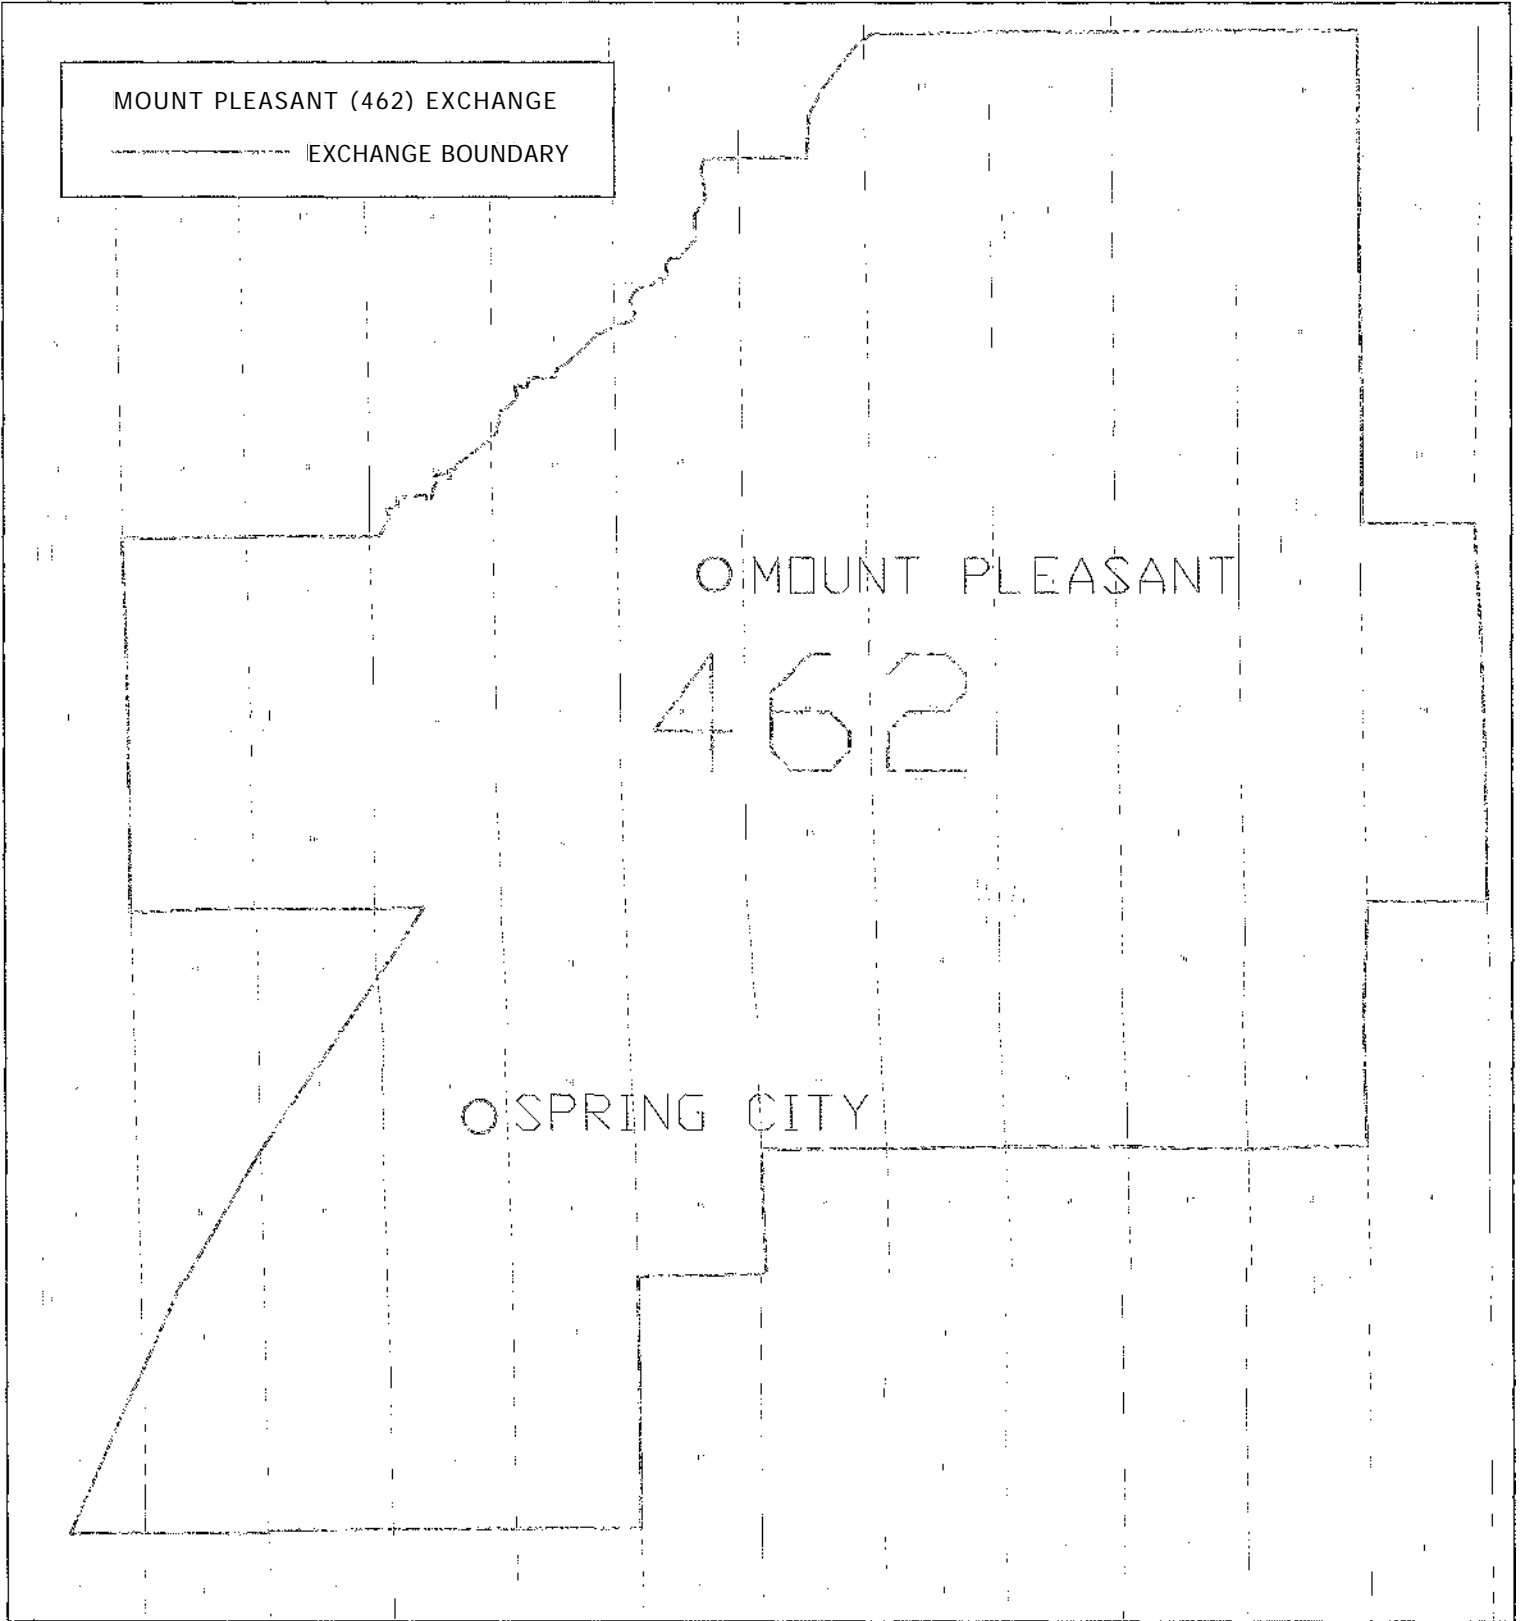 MOUNT PLEASANT (462) EXCHANGE
EXCHANGE BOUNDARY
MOUNT PLEASANT
462
SPRING CITY